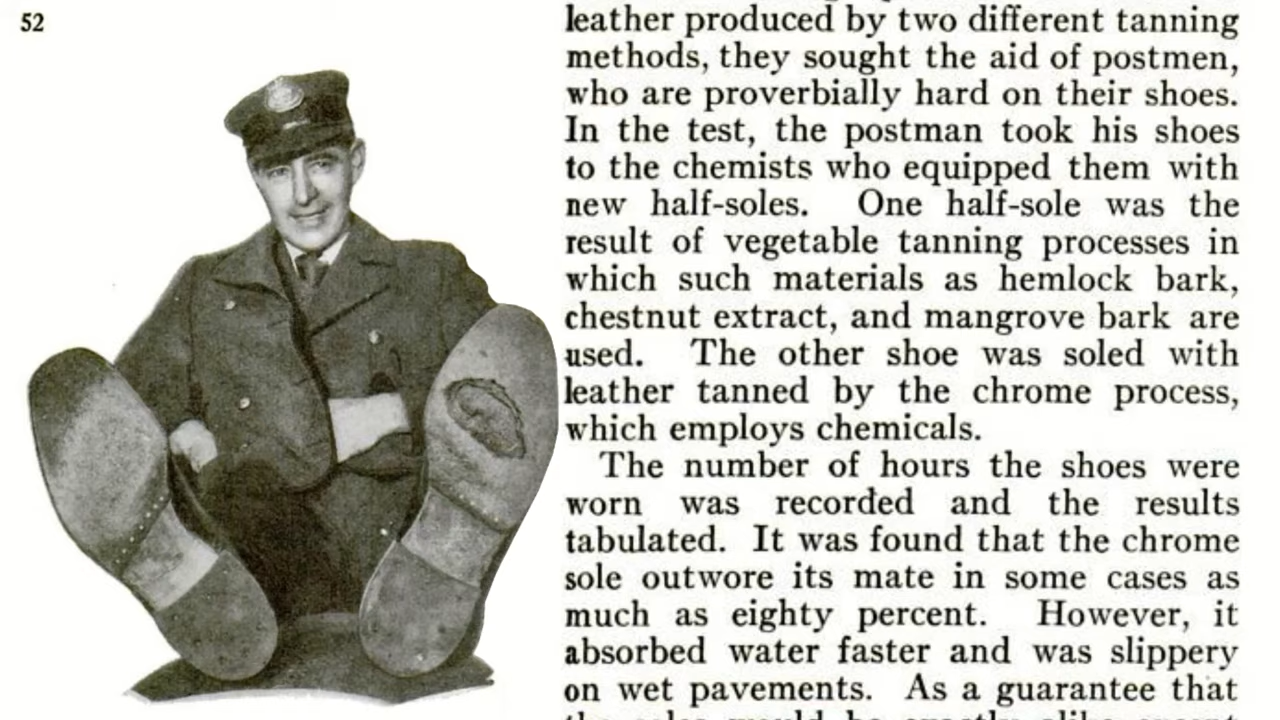 52
leather produced by two different tanning
methods, they sought the aid of postmen,
who are proverbially hard on their shoes.
In the test, the postman took his shoes
to the chemists who equipped them with
new half-soles. One half-sole was the
result of vegetable tanning processes in
which such materials as hemlock bark,
chestnut extract, and mangrove bark are
used. The other shoe was soled with
leather tanned by the chrome process,
which employs chemicals.
The number of hours the shoes were
worn was recorded and the results
tabulated. It was found that the chrome
sole outwore its mate in some cases as
much as eighty percent. However, it
absorbed water faster and was slippery
on wet pavements. As a guarantee that